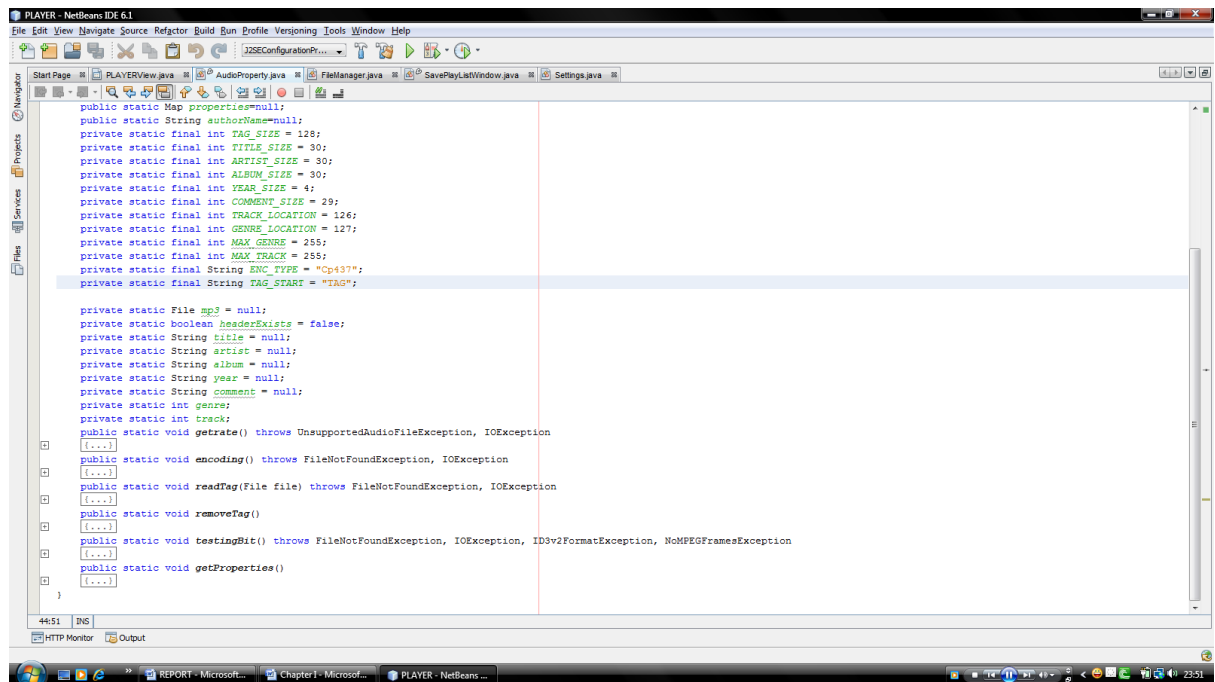 PLAYER - NetBeans IDE 6.1
File Edit View Navigate Source Refactor Build Run Profile Versioning Tools Window Help
J2SEConfigurationPr...
Start Page PLAYERView.java AudioProperty.java FileManager.java SavePlayListWindow.java Settings.java
Navigator
Projects
Services
Files
public static Map properties=null;
public static String authorName=null;
private static final int TAG_SIZE = 128;
private static final int TITLE_SIZE = 30;
private static final int ARTIST_SIZE = 30;
private static final int ALBUM_SIZE = 30;
private static final int YEAR_SIZE = 4;
private static final int COMMENT_SIZE = 29;
private static final int TRACK_LOCATION = 126;
private static final int GENRE_LOCATION = 127;
private static final int MAX_GENRE = 255;
private static final int MAX_TRACK = 255;
private static final String ENC_TYPE = "Cp437";
private static final String TAG_START = "TAG";
private static File mp3 = null;
private static boolean headerExists = false;
private static String title = null;
private static String artist = null;
private static String album = null;
private static String year = null;
private static String comment = null;
private static int genre;
private static int track;
public static void getrate() throws UnsupportedAudioFileException, IOException
{...}
public static void encoding() throws FileNotFoundException, IOException
{...}
public static void readTag(File file) throws FileNotFoundException, IOException
{...}
public static void removeTag()
{...}
public static void testingBit() throws FileNotFoundException, IOException, ID3v2FormatException, NoMPEGFramesException
{...}
public static void getProperties()
{...}
}
44:51 INS
HTTP Monitor Output
REPORT - Microsoft... Chapter1 - Microsof... PLAYER - NetBeans ... 23:51